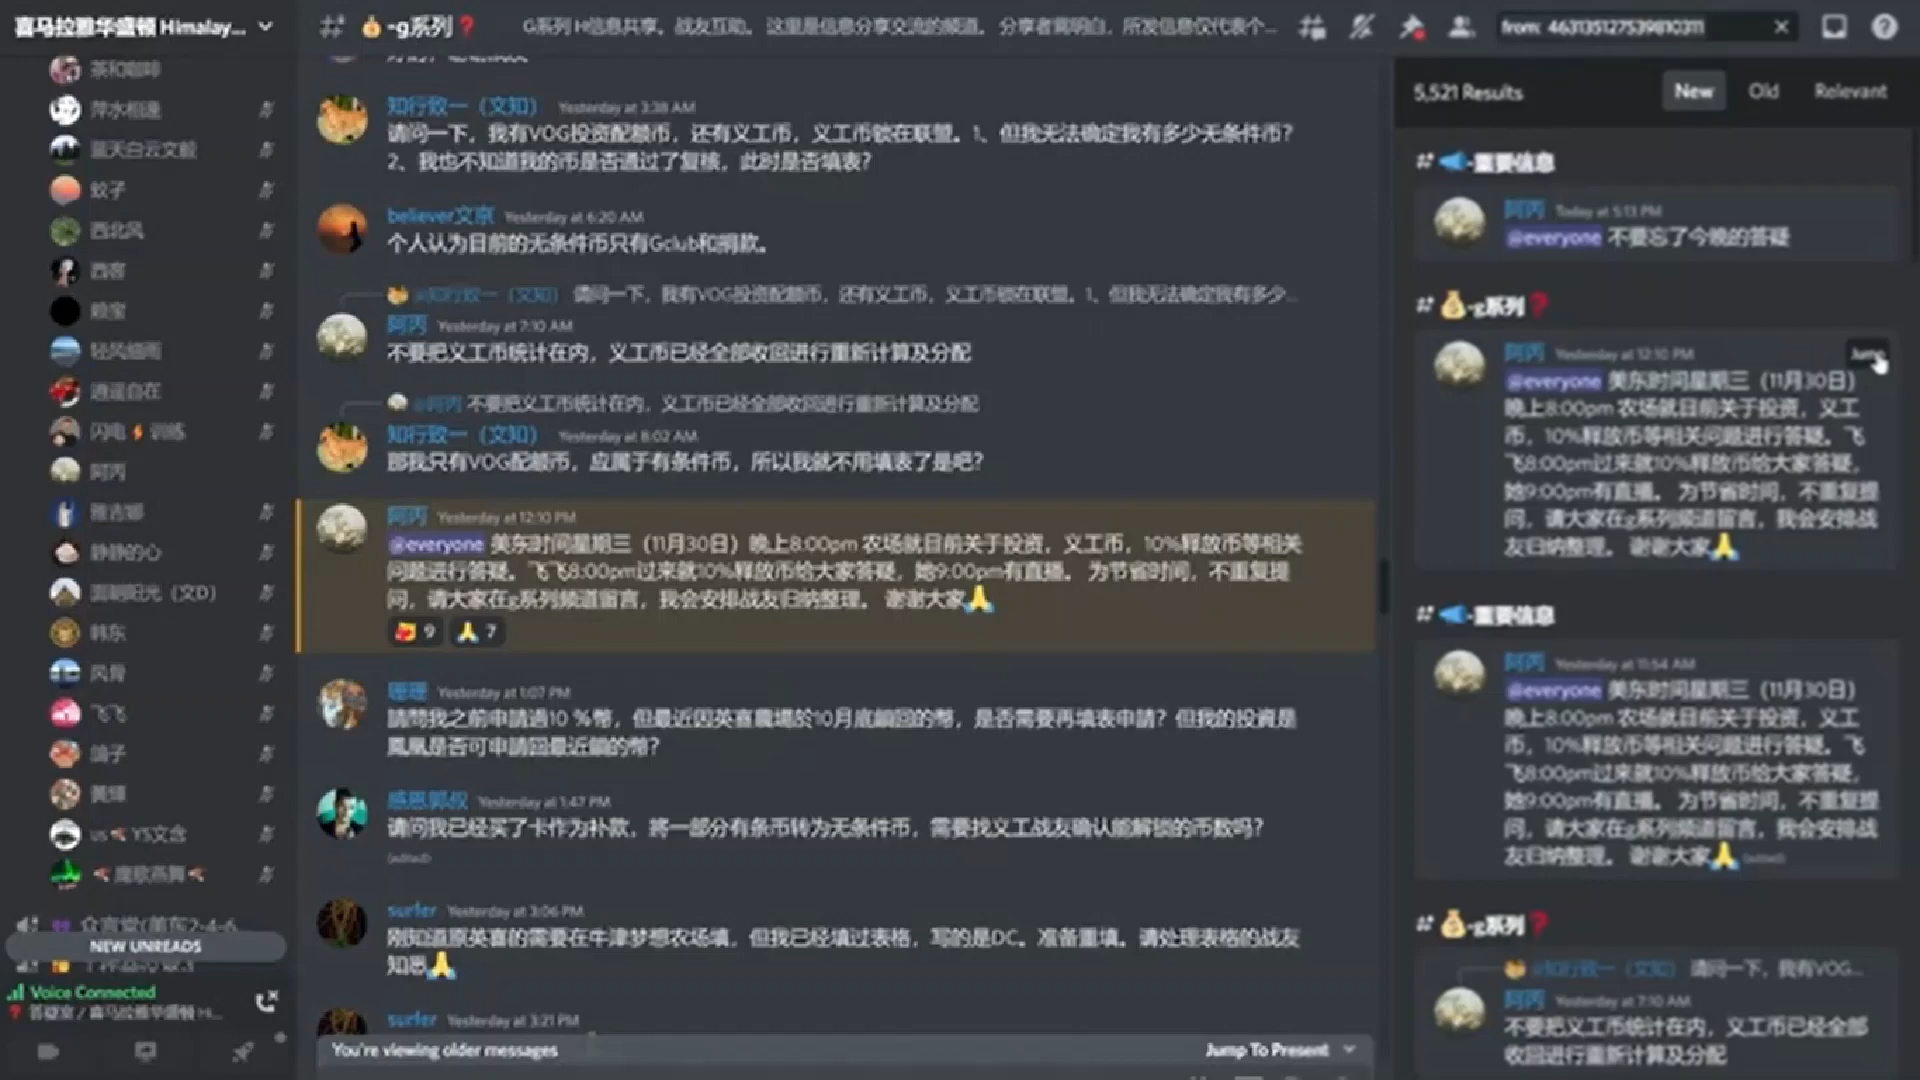 喜马拉雅华盛顿 Himalay...
茶和咖啡
萍水相逢
蓝天白云文毅
蚊子
西北风
西客
赖宝
轻风细雨
逍遥自在
闪电⚡训练
阿丙
雅吉娜
静静的心
面朝阳光（文D）
韩东
风骨
飞飞
鸽子
黄辉
us YS文念
NEW UNREADS
Voice Connected
答疑室 / 喜马拉雅华盛顿 Hi...
💰-g系列❓
G系列 H信息共享。战友互助。 这里是信息分享交流的频道。 分享者需明白，所发信息仅代表个...
from: 463135127539810311
知行致一（文知） Yesterday at 3:38 AM
请问一下，我有VOG投资配额币，还有义工币，义工币锁在联盟。1、但我无法确定我有多少无条件币？
2、我也不知道我的币是否通过了复核，此时是否填表？
believer文京 Yesterday at 6:20 AM
个人认为目前的无条件币只有Gclub和捐款。
@知行致一（文知） 请问一下，我有VOG投资配额币，还有义工币，义工币锁在联盟。1、但我无法确定我有多少...
阿丙 Yesterday at 7:10 AM
不要把义工币统计在内，义工币已经全部收回进行重新计算及分配
@阿丙 不要把义工币统计在内，义工币已经全部收回进行重新计算及分配
知行致一（文知） Yesterday at 8:02 AM
那我只有VOG配额币，应属于有条件币，所以我就不用填表了是吧？
阿丙 Yesterday at 12:10 PM
@everyone 美东时间星期三（11月30日）晚上8:00pm 农场就目前关于投资，义工币，10%释放币等相关
问题进行答疑。飞飞8:00pm过来就10%释放币给大家答疑，她9:00pm有直播。 为节省时间，不重复提
问，请大家在g系列频道留言，我会安排战友归纳整理。 谢谢大家🙏
9 🙏 7
珊珊 Yesterday at 1:07 PM
請問我之前申請過10 %幣，但最近因英喜農場於10月底鎖回的幣，是否需要再填表申請？但我的投資是
鳳凰是否可申請回最近鎖的幣？
感恩郭叔 Yesterday at 1:47 PM
请问我已经买了卡作为补款，将一部分有条币转为无条件币，需要找义工战友确认能解锁的币数吗？
(edited)
surfer Yesterday at 3:06 PM
刚知道原英喜的需要在牛津梦想农场填，但我已经填过表格，写的是DC。准备重填。请处理表格的战友
知悉🙏
surfer Yesterday at 3:21 PM
You're viewing older messages
Jump To Present
5,521 Results
New
Old
Relevant
-重要信息
阿丙 Today at 5:13 PM
@everyone 不要忘了今晚的答疑
💰-g系列❓
阿丙 Yesterday at 12:10 PM
Jump
@everyone 美东时间星期三（11月30日）
晚上8:00pm 农场就目前关于投资，义工
币，10%释放币等相关问题进行答疑。飞
飞8:00pm过来就10%释放币给大家答疑，
她9:00pm有直播。 为节省时间，不重复提
问，请大家在g系列频道留言，我会安排战
友归纳整理。 谢谢大家🙏
-重要信息
阿丙 Yesterday at 11:54 AM
@everyone 美东时间星期三（11月30日）
晚上8:00pm 农场就目前关于投资，义工
币，10%释放币等相关问题进行答疑。飞
飞8:00pm过来就10%释放币给大家答疑，
她9:00pm有直播。 为节省时间，不重复提
问，请大家在g系列频道留言，我会安排战
友归纳整理。 谢谢大家🙏 (edited)
💰-g系列❓
@知行致一（文知） 请问一下，我有VOG...
阿丙 Yesterday at 7:10 AM
不要把义工币统计在内，义工币已经全部
收回进行重新计算及分配